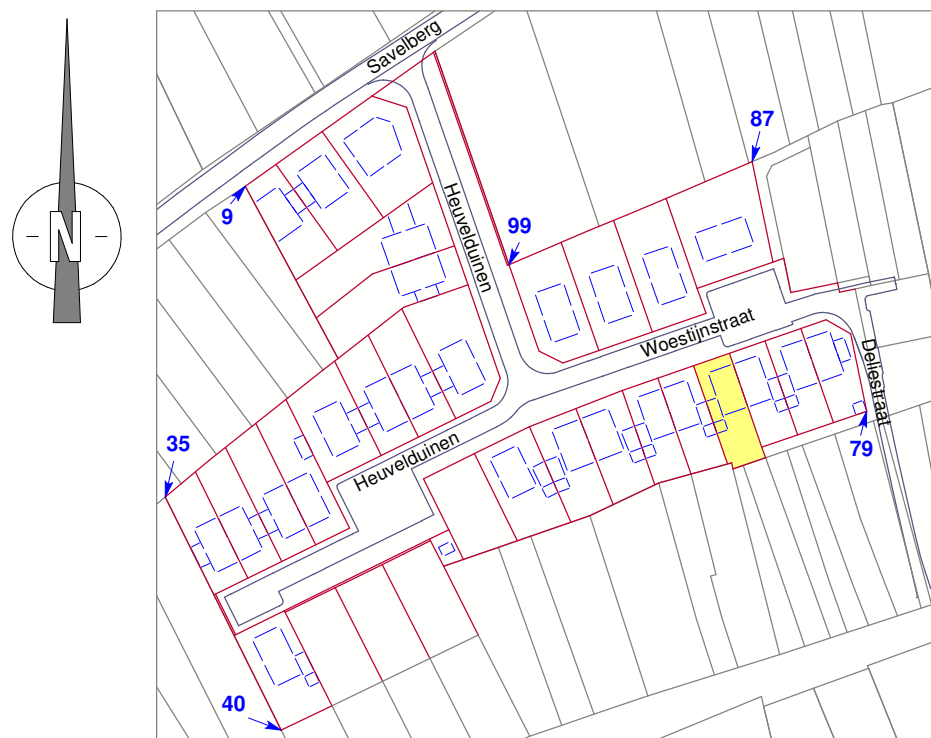 Savelberg
87
9
Heuvelduinen
99
N
Woestijnstraat
Deliestraat
35
Heuvelduinen
79
40